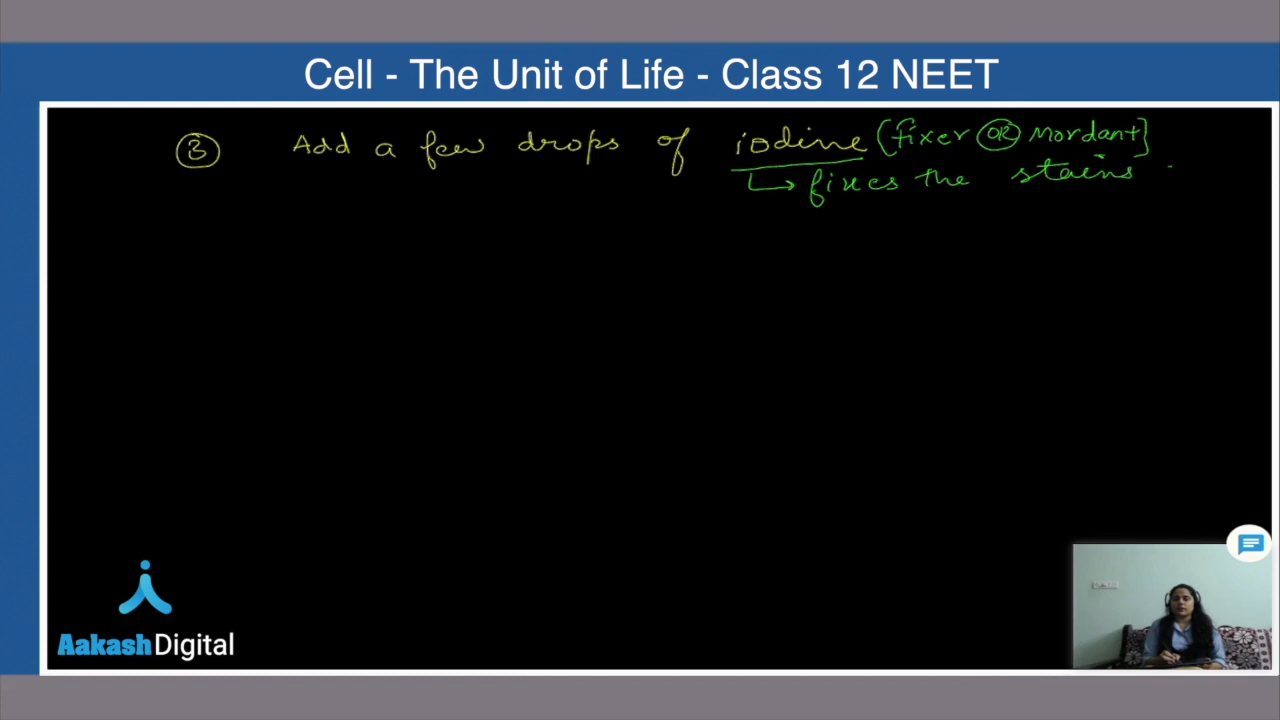 Cell - The Unit of Life - Class 12 NEET
③ Add a few drops of iodine (fixer OR Mordant]
↳ fixes the stains
Aakash Digital